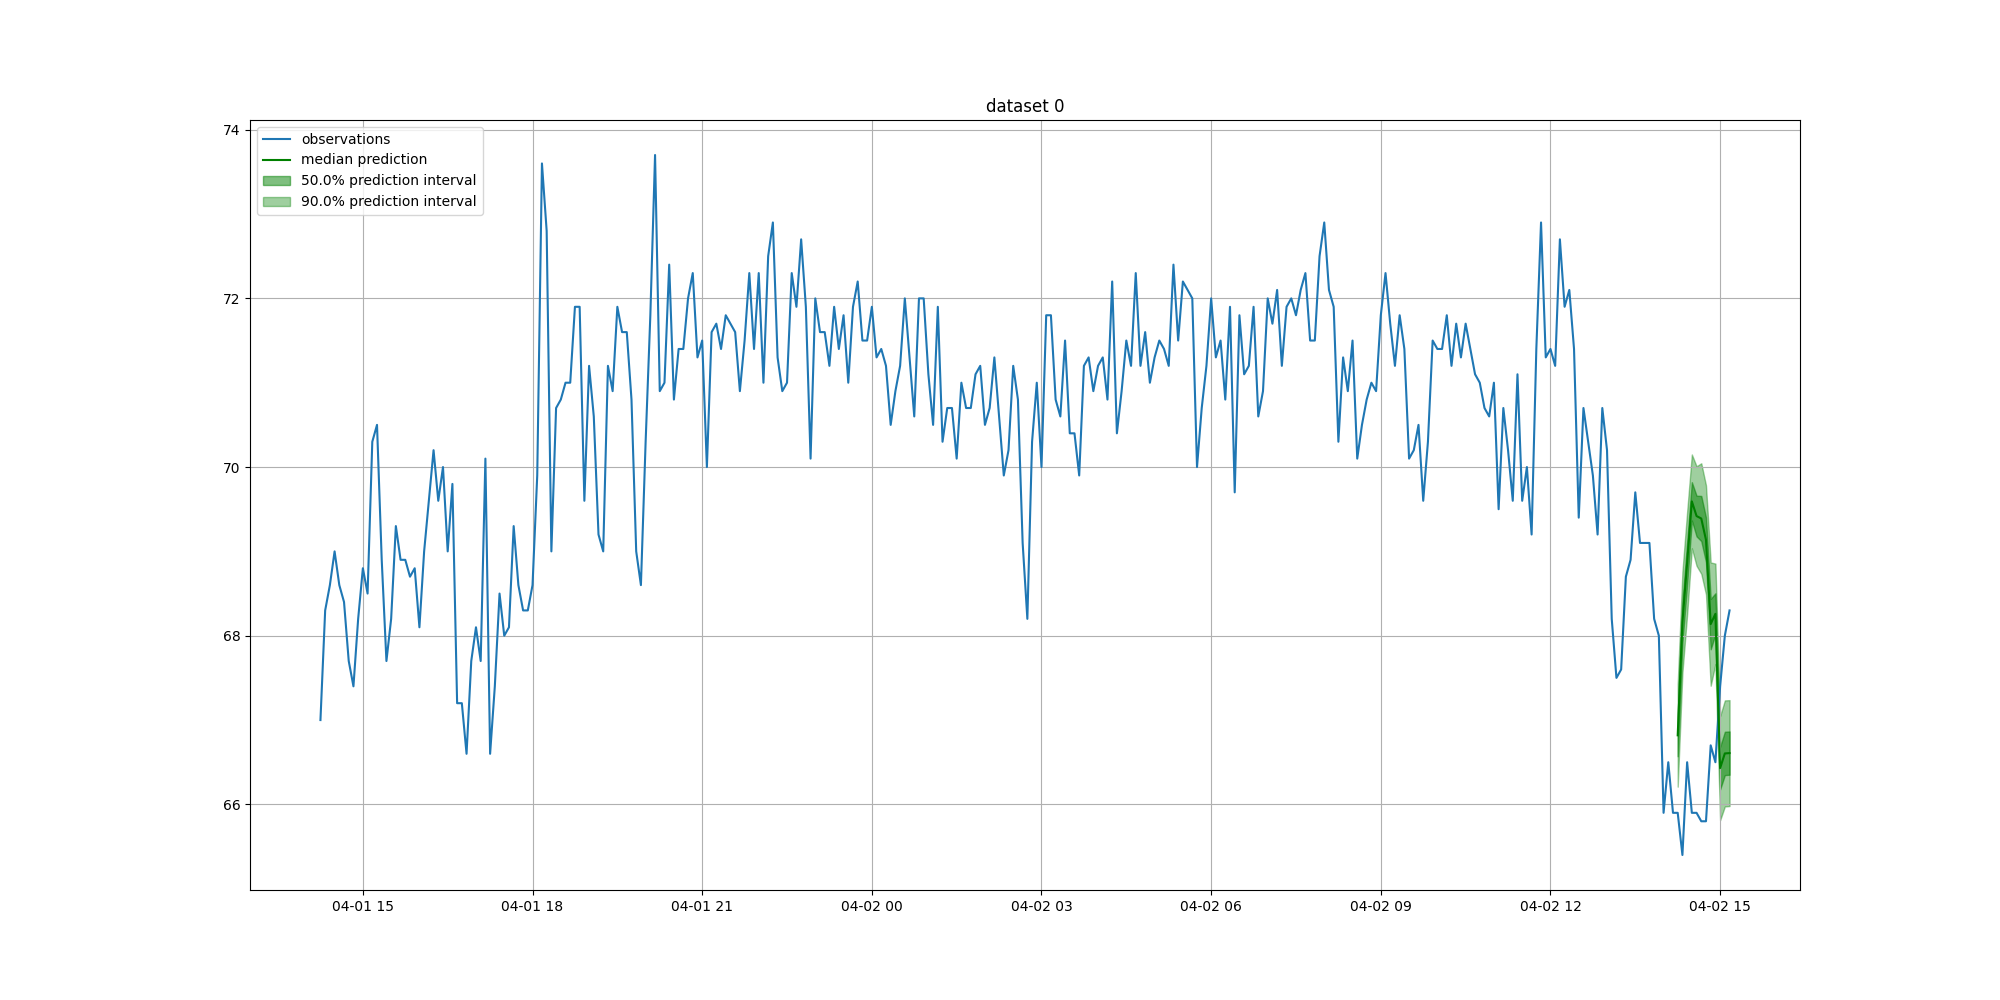 dataset 0
observations
median prediction
50.0% prediction interval
90.0% prediction interval
74
72
70
68
66
04-01 15
04-01 18
04-01 21
04-02 00
04-02 03
04-02 06
04-02 09
04-02 12
04-02 15